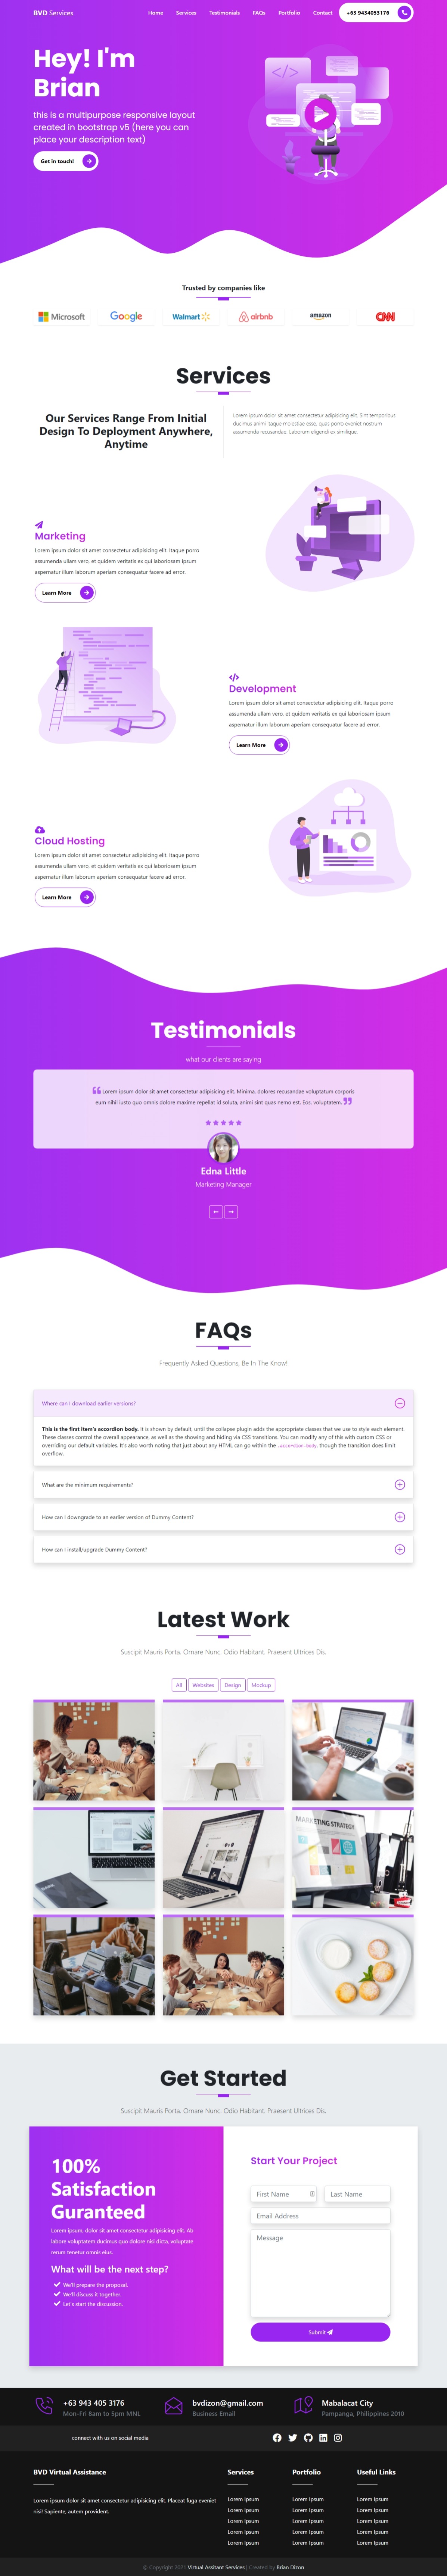 BVD Services
Home Services Testimonials FAQs Portfolio Contact +63 9434053176
Hey! I'm
Brian
this is a multipurpose responsive layout
created in bootstrap v5 (here you can
place your description text)
Get in touch!
Trusted by companies like
Microsoft Google Walmart airbnb amazon CNN
Services
Our Services Range From Initial
Design To Deployment Anywhere,
Anytime
Lorem ipsum dolor sit amet consectetur adipisicing elit. Sint temporibus
ducimus animi itaque molestiae esse, quas porro eveniet nostrum
assumenda recusandae. Laborum eligendi ex similique.
Marketing
Lorem ipsum dolor sit amet consectetur adipisicing elit. Itaque porro
assumenda ullam vero, et quidem veritatis ex qui laboriosam ipsum
aspernatur illum laborum aperiam consequatur facere ad error.
Learn More
Development
Lorem ipsum dolor sit amet consectetur adipisicing elit. Itaque porro
assumenda ullam vero, et quidem veritatis ex qui laboriosam ipsum
aspernatur illum laborum aperiam consequatur facere ad error.
Learn More
Cloud Hosting
Lorem ipsum dolor sit amet consectetur adipisicing elit. Itaque porro
assumenda ullam vero, et quidem veritatis ex qui laboriosam ipsum
aspernatur illum laborum aperiam consequatur facere ad error.
Learn More
Testimonials
what our clients are saying
Lorem ipsum dolor sit amet consectetur adipisicing elit. Minima, dolores recusandae voluptatum corporis
eum nihil iusto quo omnis dolore maxime repellat id soluta, animi sint quas nemo est. Eos, voluptatem.
Edna Little
Marketing Manager
FAQs
Frequently Asked Questions, Be In The Know!
Where can I download earlier versions?
This is the first item's accordion body. It is shown by default, until the collapse plugin adds the appropriate classes that we use to style each element.
These classes control the overall appearance, as well as the showing and hiding via CSS transitions. You can modify any of this with custom CSS or
overriding our default variables. It's also worth noting that just about any HTML can go within the .accordion-body, though the transition does limit
overflow.
What are the minimum requirements?
How can I downgrade to an earlier version of Dummy Content?
How can I install/upgrade Dummy Content?
Latest Work
Suscipit Mauris Porta. Ornare Nunc. Odio Habitant. Praesent Ultrices Dis.
All Websites Design Mockup
MARKETING STRATEGY
Get Started
Suscipit Mauris Porta. Ornare Nunc. Odio Habitant. Praesent Ultrices Dis.
100%
Satisfaction
Guranteed
Lorem ipsum, dolor sit amet consectetur adipisicing elit. Ab
labore voluptatem ducimus quo dolore nisi dicta, voluptate
rerum tenetur omnis eius.
What will be the next step?
We'll prepare the proposal.
We'll discuss it together.
Let's start the discussion.
Start Your Project
First Name Last Name
Email Address
Message
Submit
+63 943 405 3176
Mon-Fri 8am to 5pm MNL
bvdizon@gmail.com
Business Email
Mabalacat City
Pampanga, Philippines 2010
connect with us on social media
BVD Virtual Assistance
Lorem ipsum dolor sit amet consectetur adipisicing elit. Placeat fuga eveniet
nisi! Sapiente, autem provident.
Services
Lorem Ipsum
Lorem Ipsum
Lorem Ipsum
Lorem Ipsum
Lorem Ipsum
Portfolio
Lorem Ipsum
Lorem Ipsum
Lorem Ipsum
Lorem Ipsum
Lorem Ipsum
Useful Links
Lorem Ipsum
Lorem Ipsum
Lorem Ipsum
Lorem Ipsum
Lorem Ipsum
© Copyright 2021 Virtual Assitant Services | Created by Brian Dizon